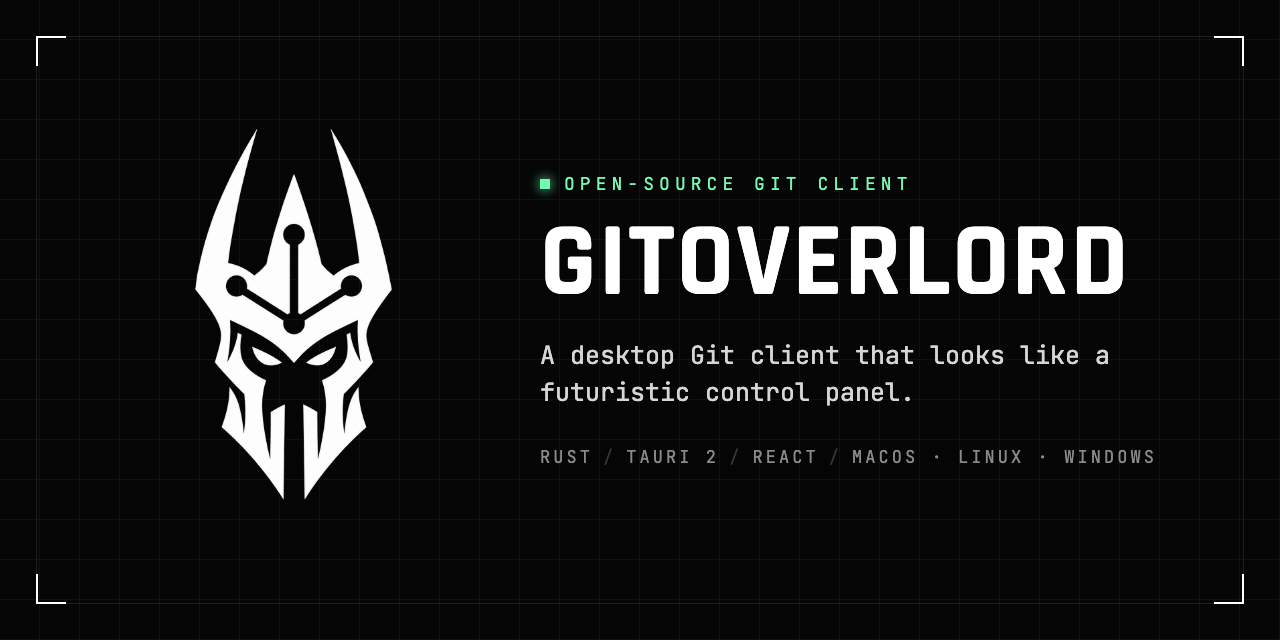 OPEN-SOURCE GIT CLIENT
GITOVERLORD
A desktop Git client that looks like a
futuristic control panel.
RUST / TAURI 2 / REACT / MACOS · LINUX · WINDOWS